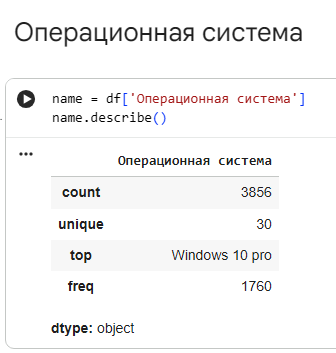 Операционная система
name = df['Операционная система']
name.describe()
Операционная система
count 3856
unique 30
top Windows 10 pro
freq 1760
dtype: object